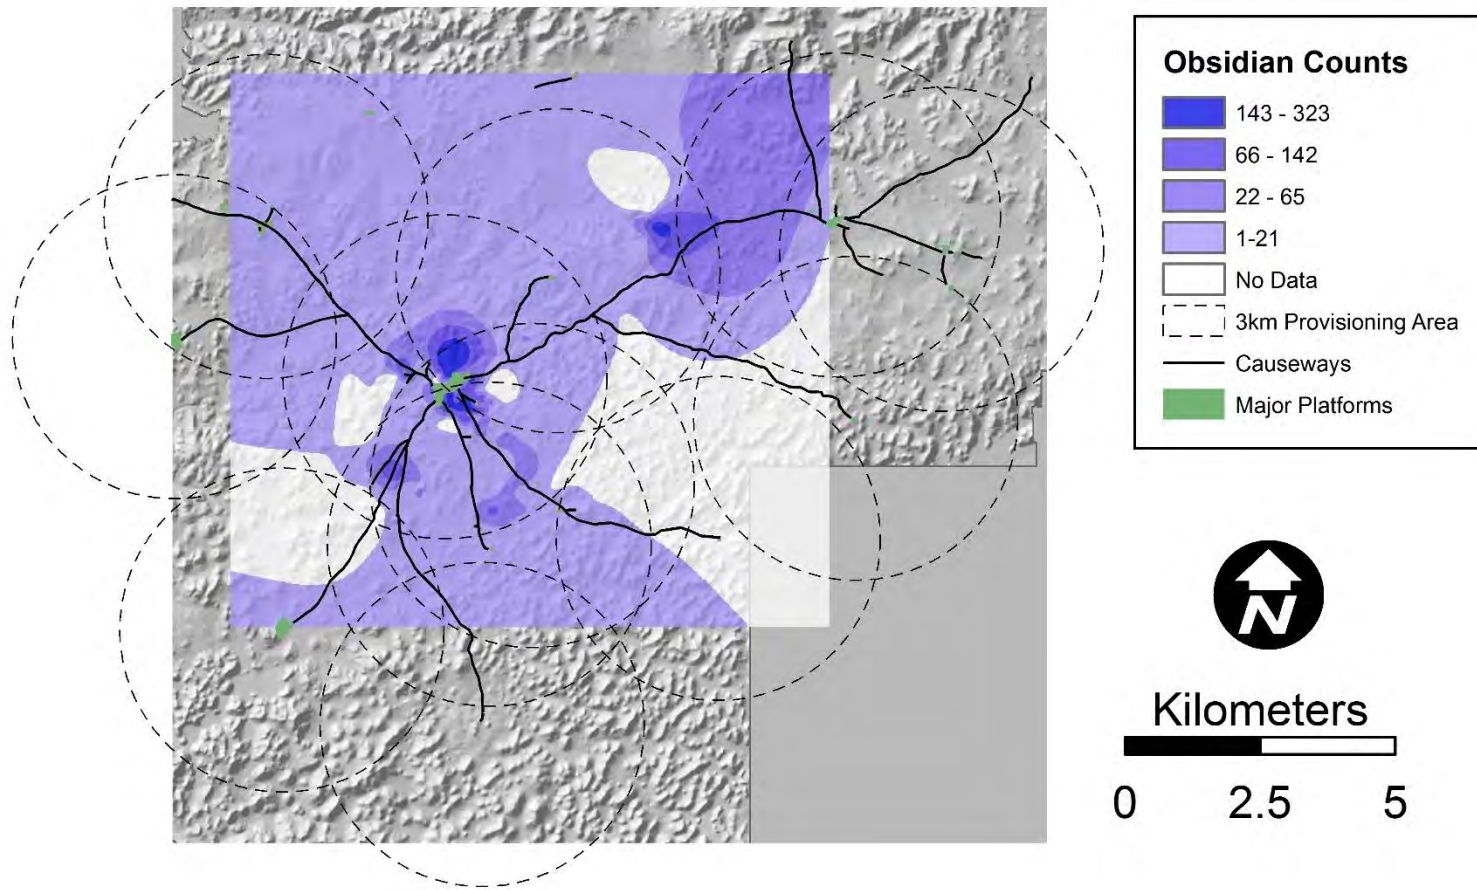 Obsidian Counts
143 - 323
66 - 142
22 - 65
1-21
No Data
3km Provisioning Area
Causeways
Major Platforms
N
Kilometers
0 2.5 5